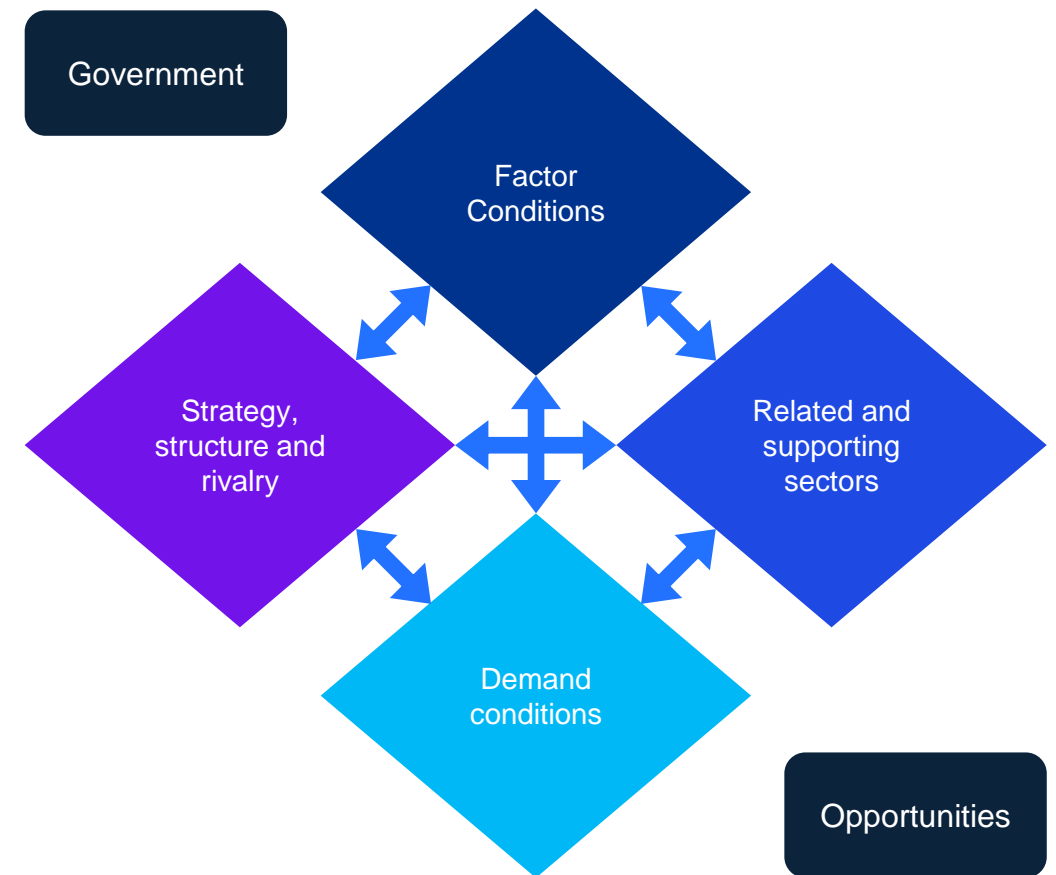 Government
Factor
Conditions
Strategy,
structure and
rivalry
Related and
supporting
sectors
Demand
conditions
Opportunities